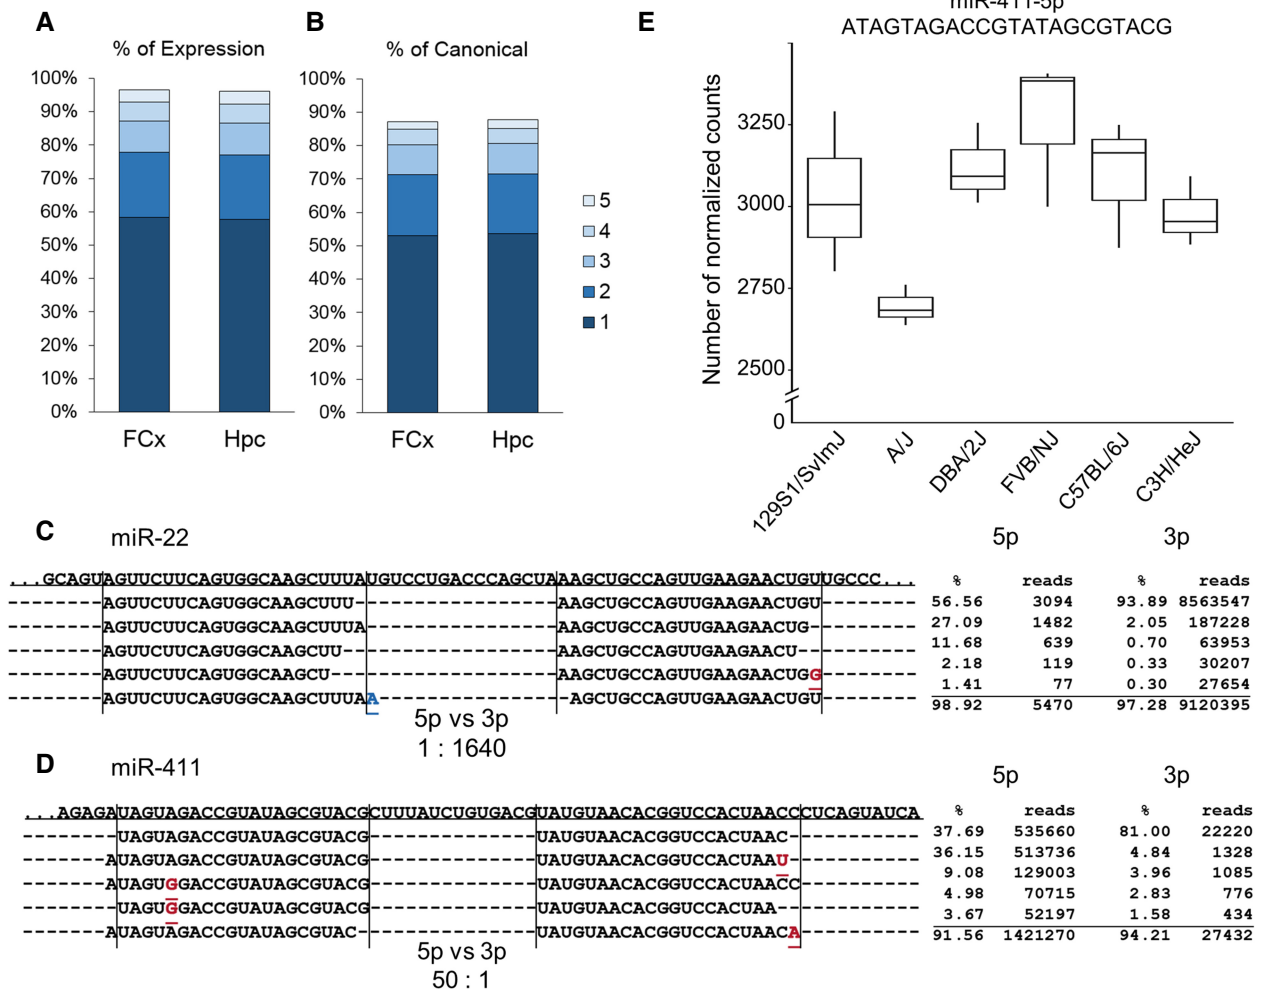 A
% of Expression
100%
90%
80%
70%
60%
50%
40%
30%
20%
10%
0%
FCx Hpc
B
% of Canonical
100%
90%
80%
70%
60%
50%
40%
30%
20%
10%
0%
FCx Hpc
5
4
3
2
1
E
miR-411-5p
ATAGTAGACCGTATAGCGTACG
Number of normalized counts
3250
3000
2750
2500
0
129S1/SvImJ
A/J
DBA/2J
FVB/NJ
C57BL/6J
C3H/HeJ
C
miR-22
5p 3p
...GCAGUAGUUCUUCAGUGGCAAGCUUUAUGUCCUGACCCAGCUAAAGCUGCCAGUUGAAGAACUGUUGCCC... % reads % reads
--------AGUUCUUCAGUGGCAAGCUUU-----------------AAGCUGCCAGUUGAAGAACUGU-------- 56.56 3094 93.89 8563547
--------AGUUCUUCAGUGGCAAGCUUUA----------------AAGCUGCCAGUUGAAGAACUG--------- 27.09 1482 2.05 187228
--------AGUUCUUCAGUGGCAAGCUU------------------AAGCUGCCAGUUGAAGAACU---------- 11.68 639 0.70 63953
--------AGUUCUUCAGUGGCAAGCU-------------------AAGCUGCCAGUUGAAGAACUGG-------- 2.18 119 0.33 30207
--------AGUUCUUCAGUGGCAAGCUUUAA----------------AGCUGCCAGUUGAAGAACUGU-------- 1.41 77 0.30 27654
98.92 5470 97.28 9120395
5p vs 3p
1 : 1640
D
miR-411
5p 3p
...AGAGAUAGUAGACCGUAUAGCGUACGCUUUAUCUGUGACGUAUGUAACACGGUCCACUAACCCUCAGUAUCA % reads % reads
--------UAGUAGACCGUAUAGCGUACG--------------UAUGUAACACGGUCCACUAAC----------- 37.69 535660 81.00 22220
-------AUAGUAGACCGUAUAGCGUACG--------------UAUGUAACACGGUCCACUAAU----------- 36.15 513736 4.84 1328
-------AUAGUGGACCGUAUAGCGUACG--------------UAUGUAACACGGUCCACUAACC---------- 9.08 129003 3.96 1085
--------UAGUGGACCGUAUAGCGUACG--------------UAUGUAACACGGUCCACUAA------------ 4.98 70715 2.83 776
-------AUAGUAGACCGUAUAGCGUAC---------------UAUGUAACACGGUCCACUAACA---------- 3.67 52197 1.58 434
91.56 1421270 94.21 27432
5p vs 3p
50 : 1